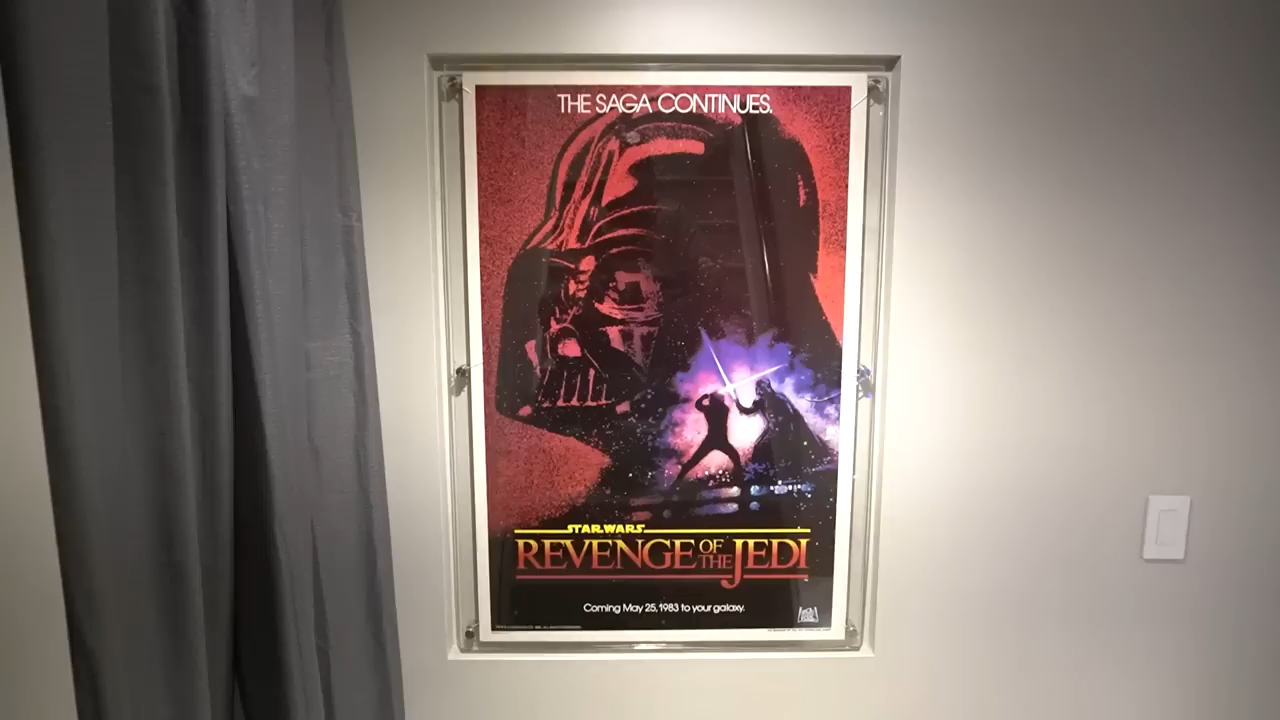 THE SAGA CONTINUES.
STAR WARS
REVENGE OF THE JEDI
Coming May 25, 1983 to your galaxy.